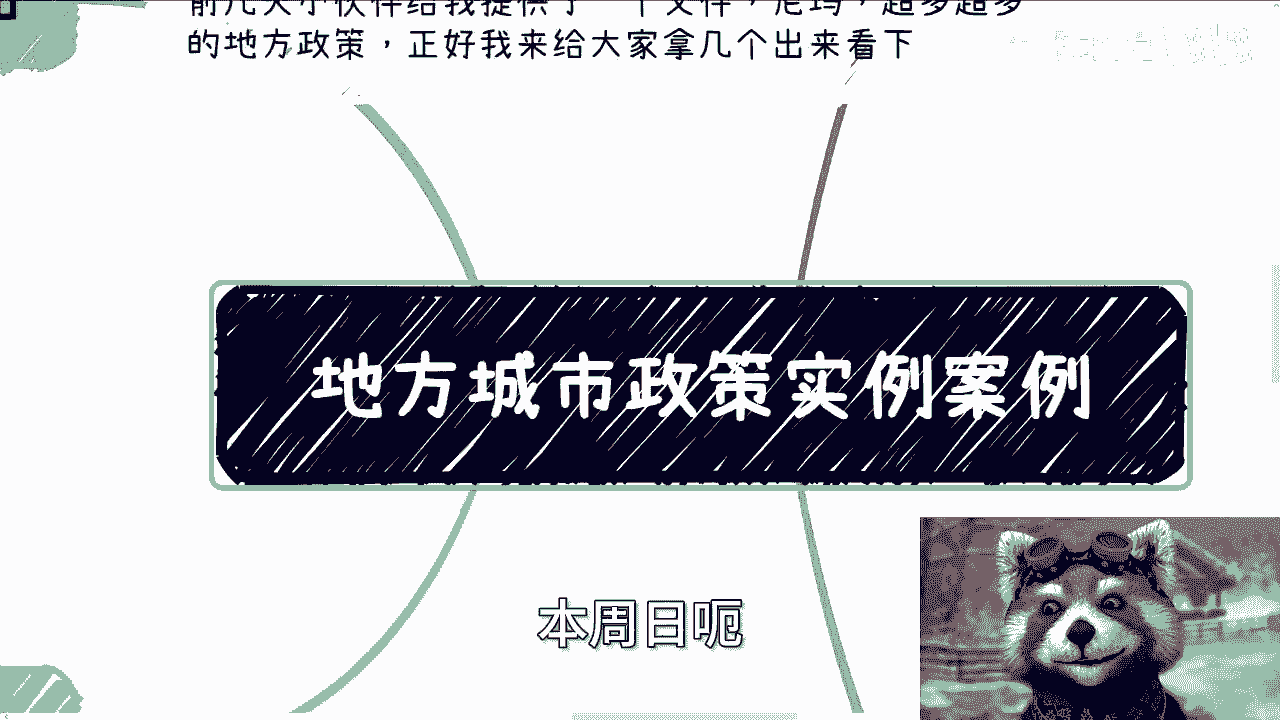 前几天小伙伴给我提供了一个文件，尼玛，超多超多
的地方政策，正好我来给大家拿几个出来看下
地方城市政策实例案例
本周日呃